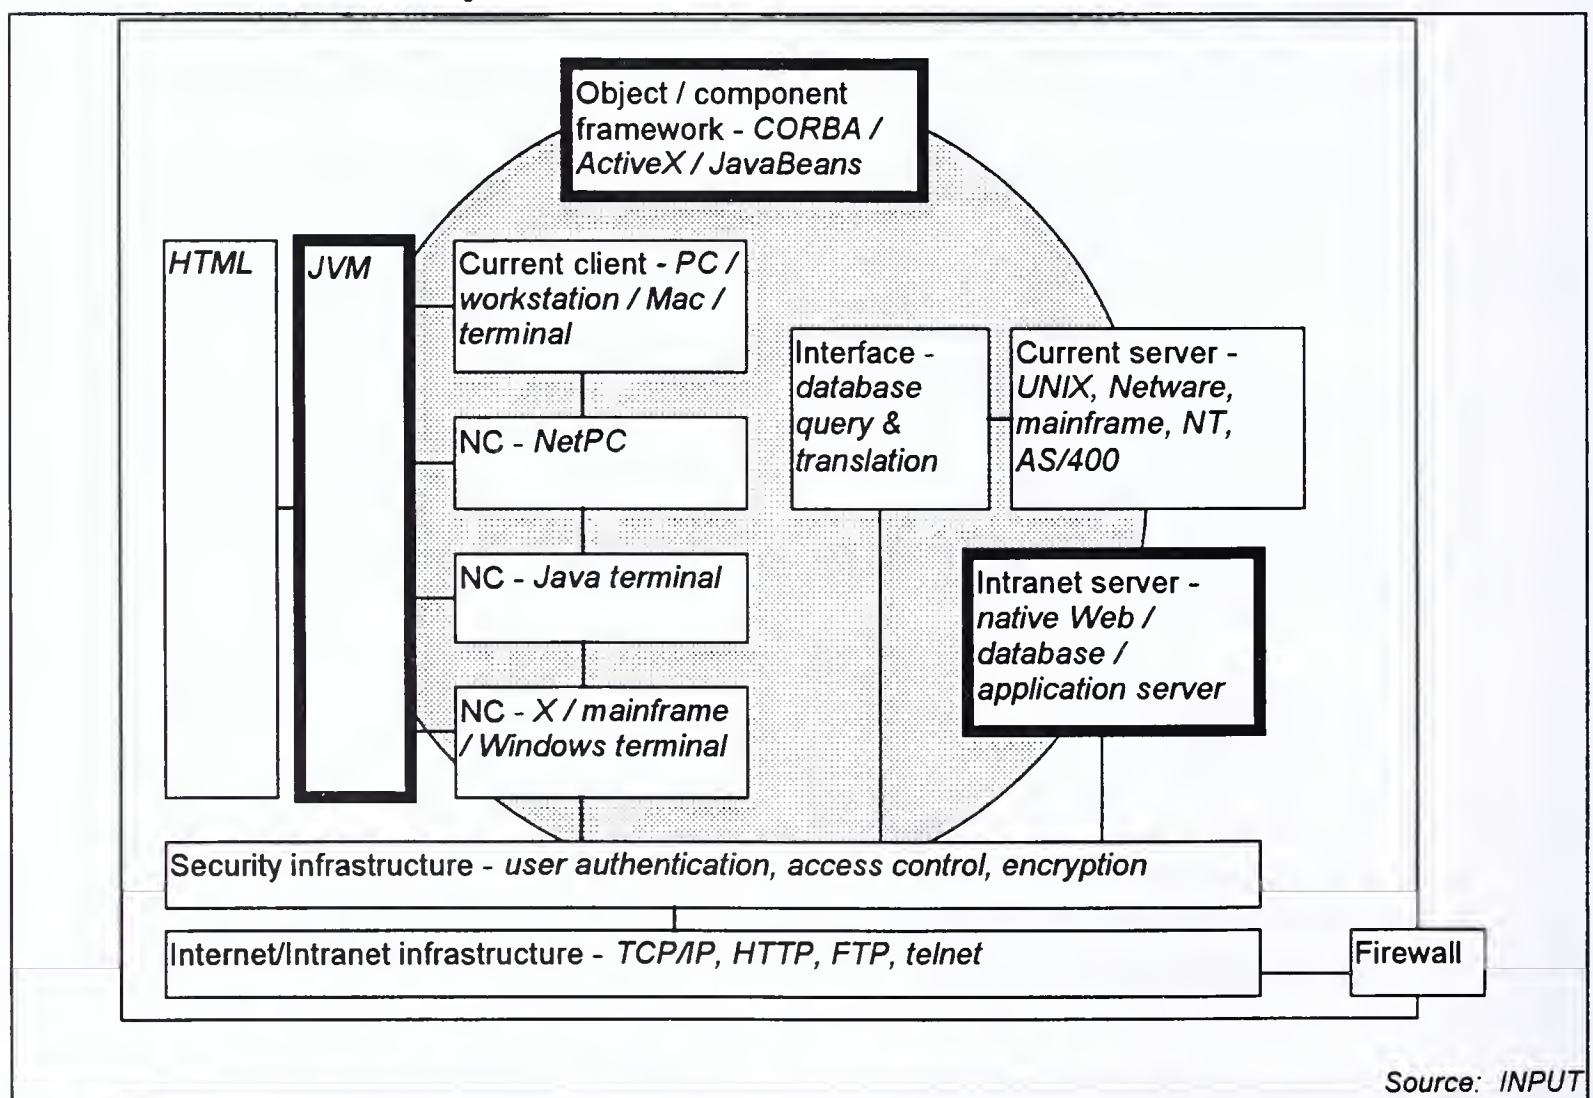 Object / component
framework - CORBA /
ActiveX / JavaBeans
HTML
JVM
Current client - PC /
workstation / Mac /
terminal
NC - NetPC
NC - Java terminal
NC - X / mainframe
/ Windows terminal
Interface -
database
query &
translation
Current server -
UNIX, Netware,
mainframe, NT,
AS/400
Intranet server -
native Web /
database /
application server
Security infrastructure - user authentication, access control, encryption
Internet/Intranet infrastructure - TCP/IP, HTTP, FTP, telnet
Firewall
Source: INPUT